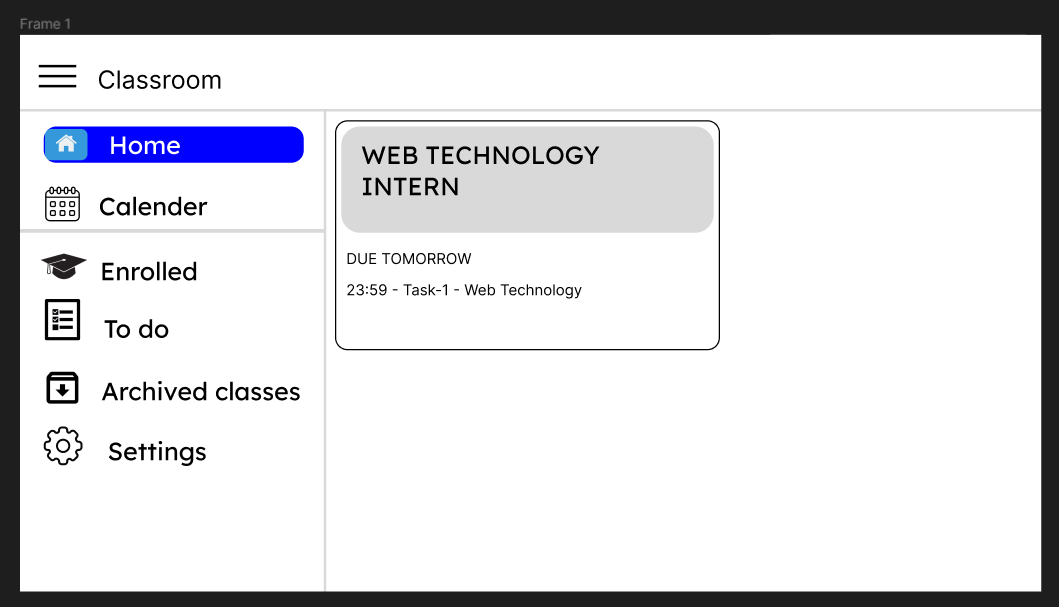 Frame 1
Classroom
Home
Calender
Enrolled
To do
Archived classes
Settings
WEB TECHNOLOGY
INTERN
DUE TOMORROW
23:59 - Task-1 - Web Technology